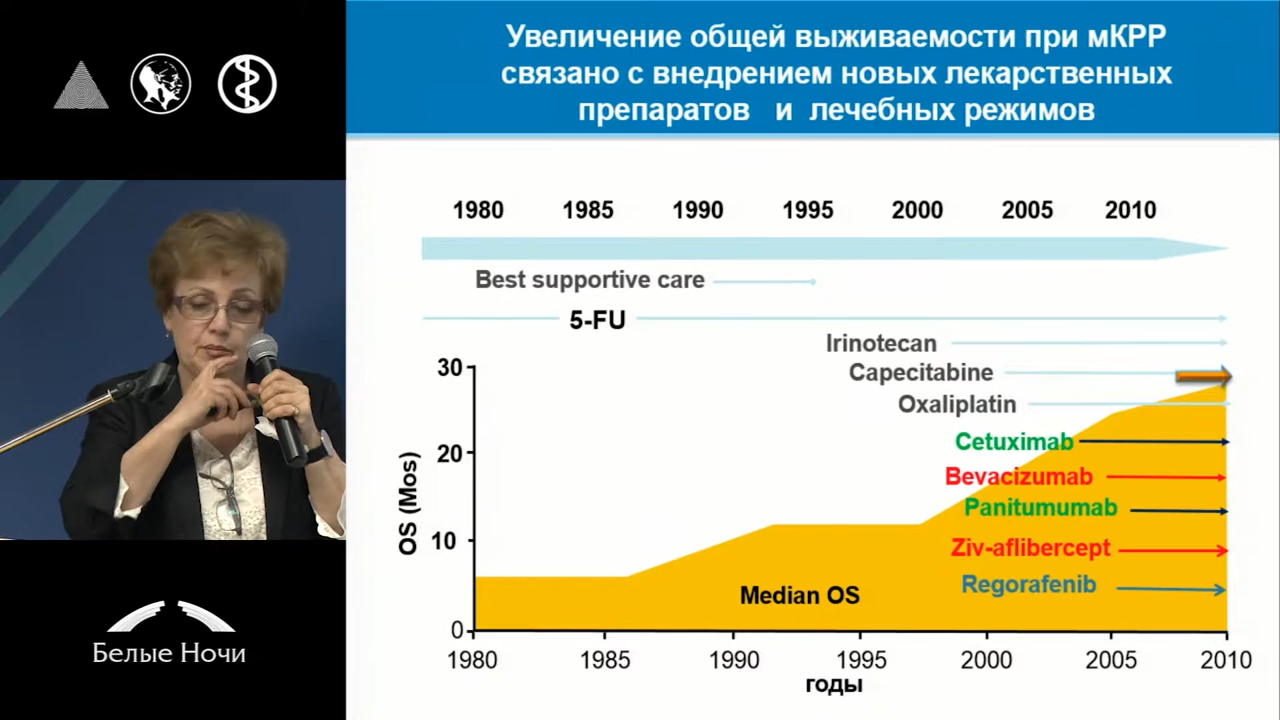 Увеличение общей выживаемости при мКРР
связано с внедрением новых лекарственных
препаратов и лечебных режимов
1980 1985 1990 1995 2000 2005 2010
Best supportive care
5-FU
Irinotecan
Capecitabine
Oxaliplatin
Cetuximab
Bevacizumab
Panitumumab
Ziv-aflibercept
Regorafenib
Median OS
OS (Mos)
30
20
10
0
1980 1985 1990 1995 2000 2005 2010
годы
Белые Ночи